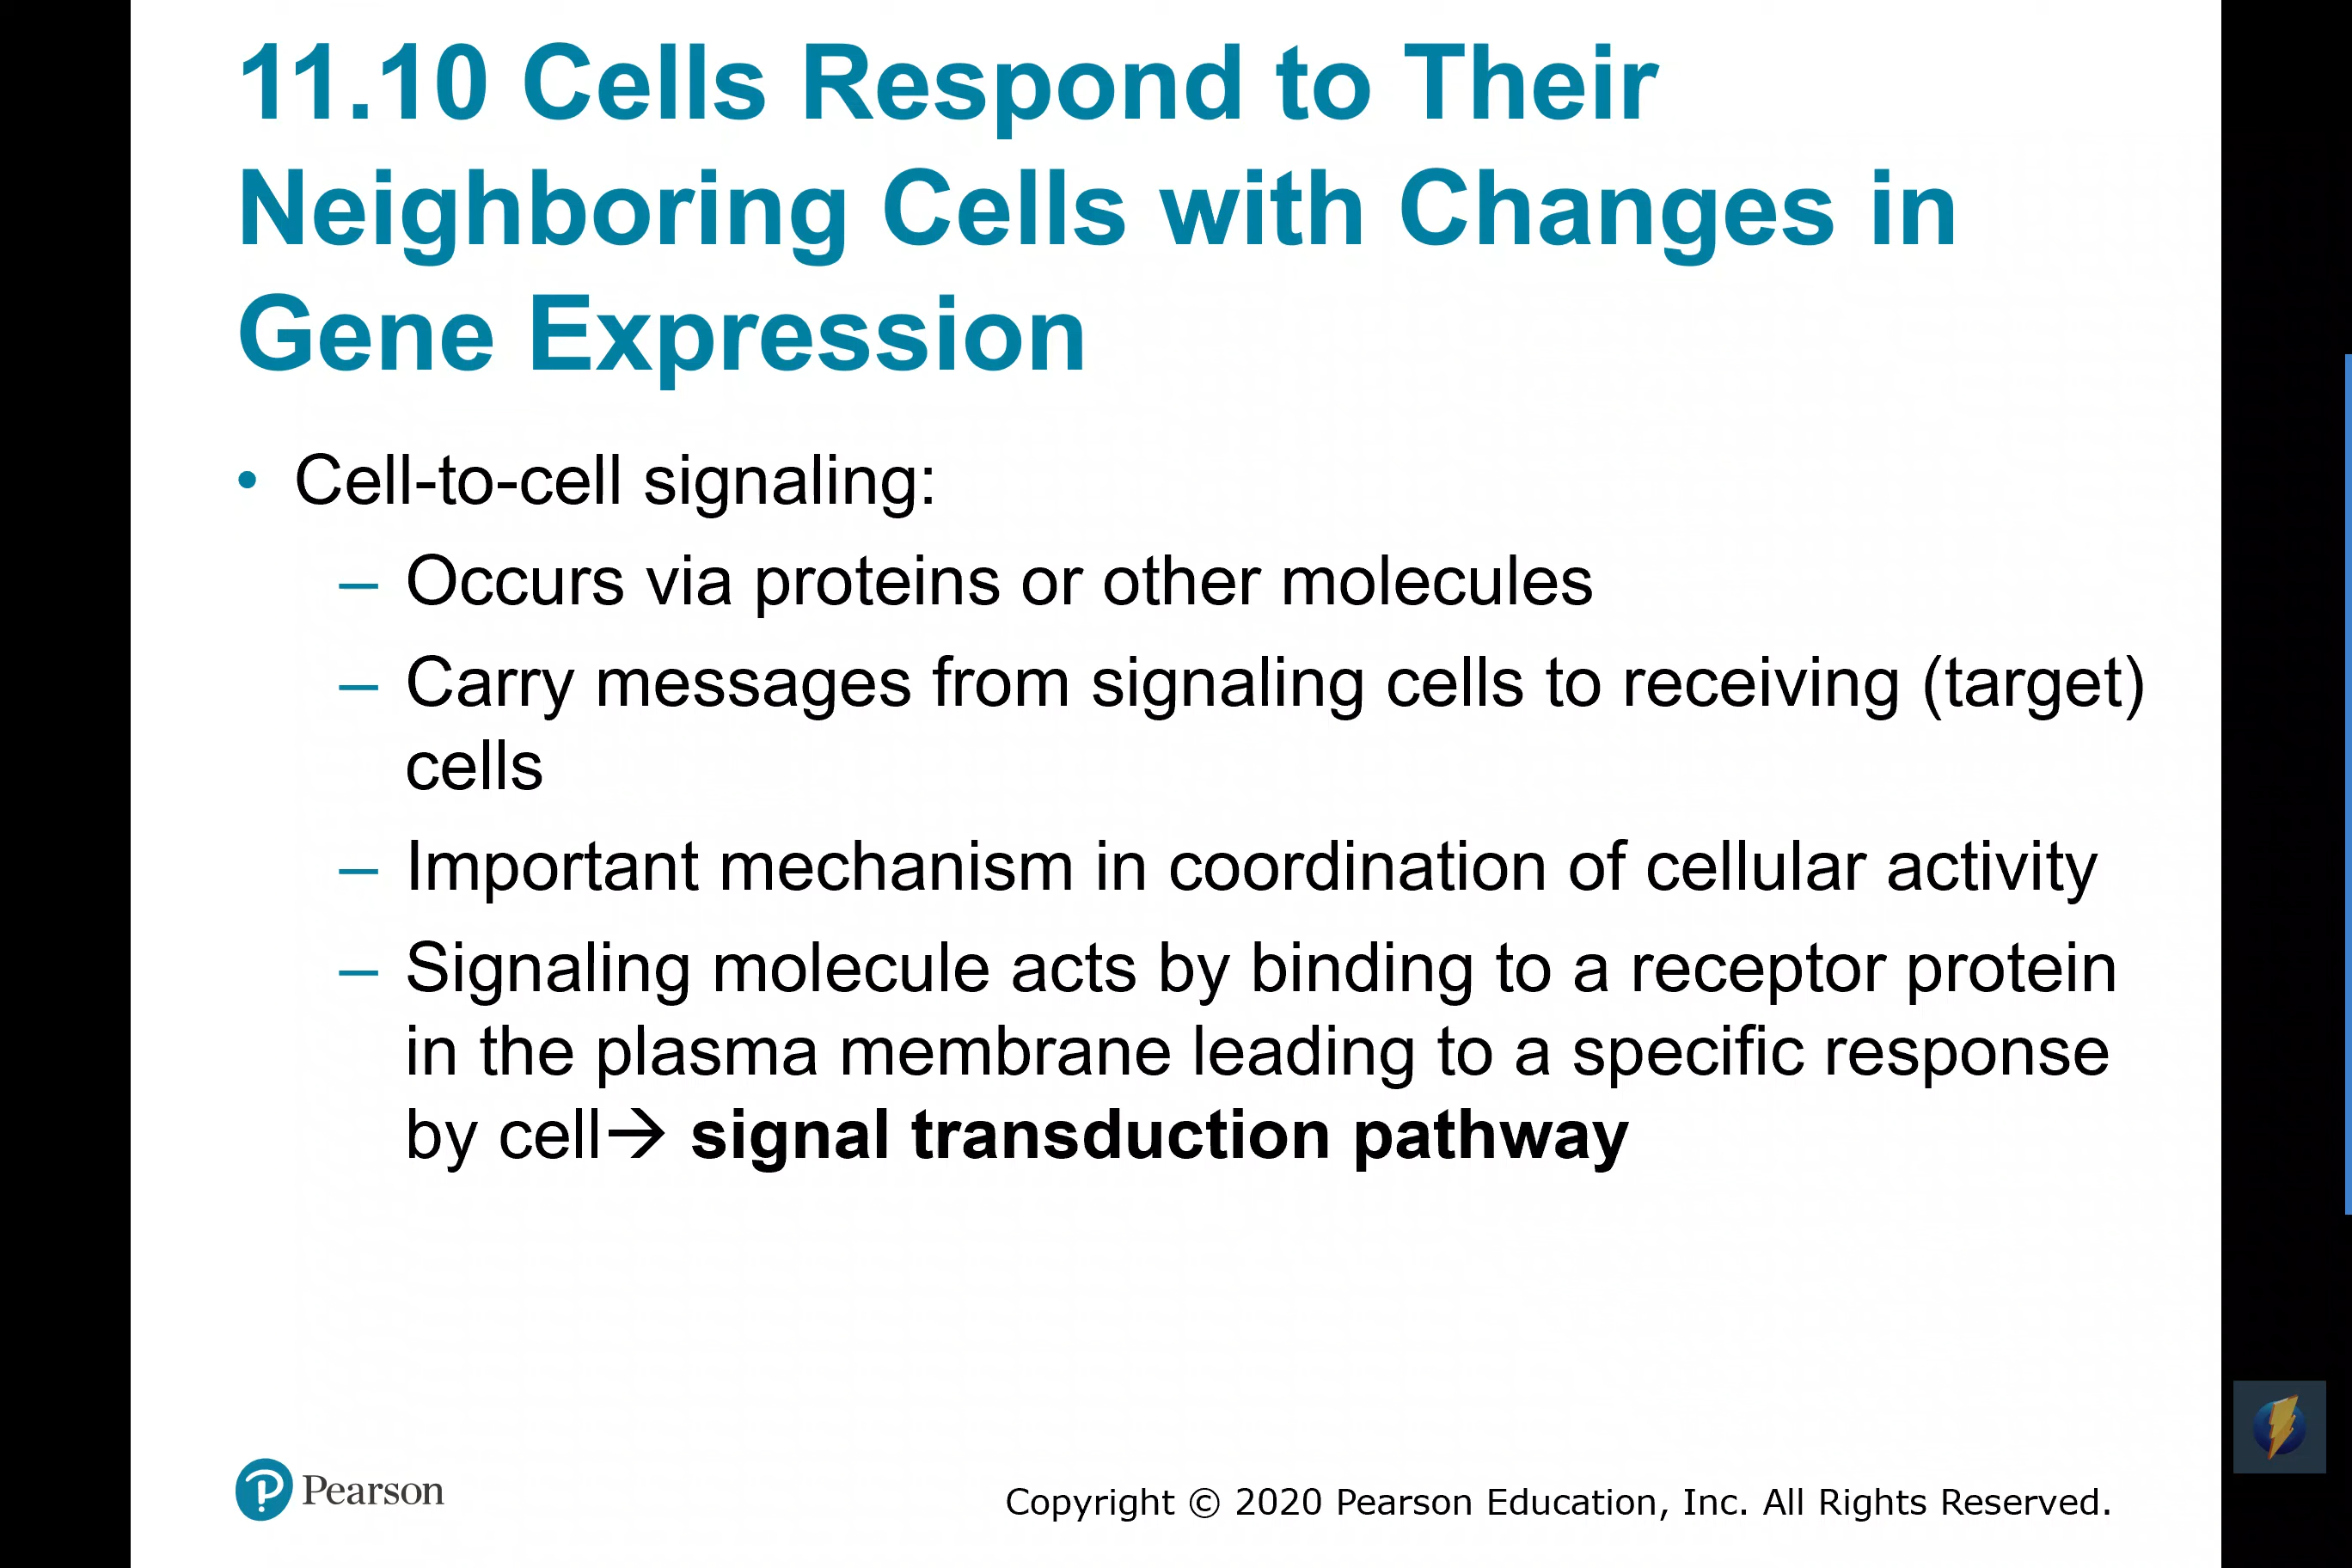 11.10 Cells Respond to Their
Neighboring Cells with Changes in
Gene Expression
• Cell-to-cell signaling:
– Occurs via proteins or other molecules
– Carry messages from signaling cells to receiving (target)
cells
– Important mechanism in coordination of cellular activity
– Signaling molecule acts by binding to a receptor protein
in the plasma membrane leading to a specific response
by cell→ signal transduction pathway
Pearson
Copyright © 2020 Pearson Education, Inc. All Rights Reserved.